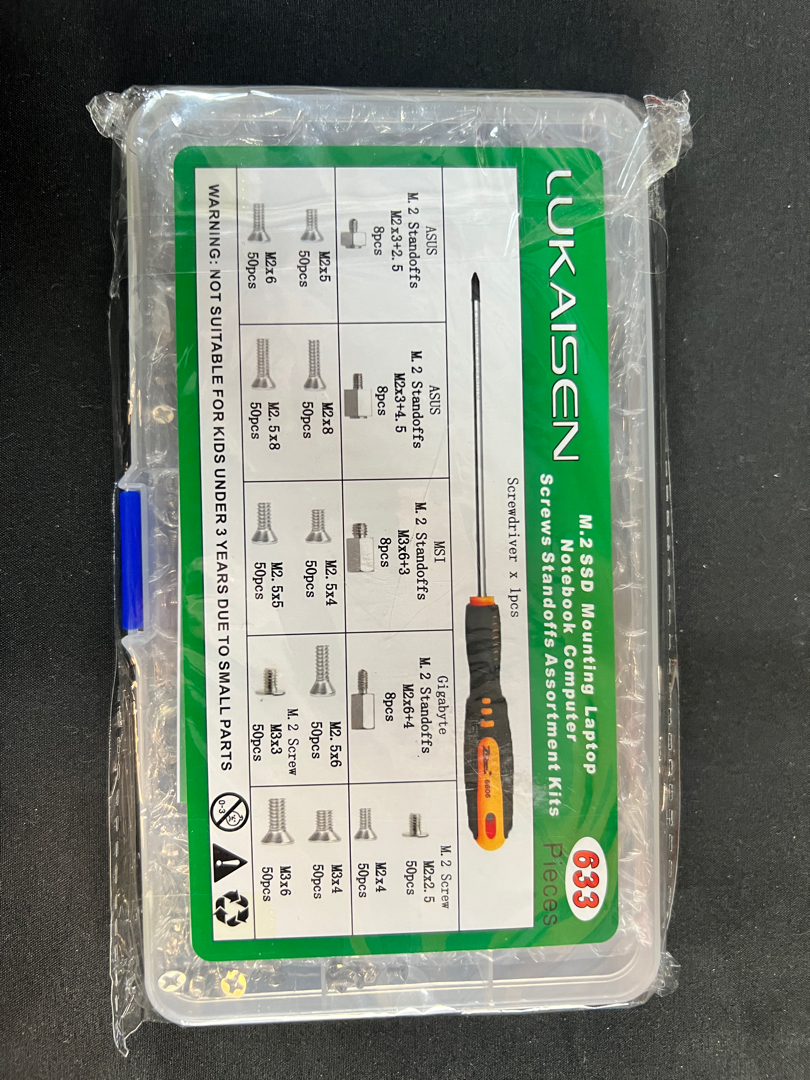 LUKAISEN
M.2 SSD Mounting Laptop
Notebook Computer
Screws Standoffs Assortment Kits
633
Pieces
Screwdriver x 1pcs
6606
ASUS
M.2 Standoffs
M2x3+2.5
8pcs
ASUS
M.2 Standoffs
M2x3+4.5
8pcs
MSI
M.2 Standoffs
M3x6+3
8pcs
Gigabyte
M.2 Standoffs
M2x6+4
8pcs
M.2 Screw
M2x2.5
50pcs
M2x5
50pcs
M2x8
50pcs
M2.5x4
50pcs
M2.5x6
50pcs
M2x4
50pcs
M2x6
50pcs
M2.5x8
50pcs
M2.5x5
50pcs
M.2 Screw
M3x3
50pcs
M3x4
50pcs
M3x6
50pcs
WARNING: NOT SUITABLE FOR KIDS UNDER 3 YEARS DUE TO SMALL PARTS
0-3